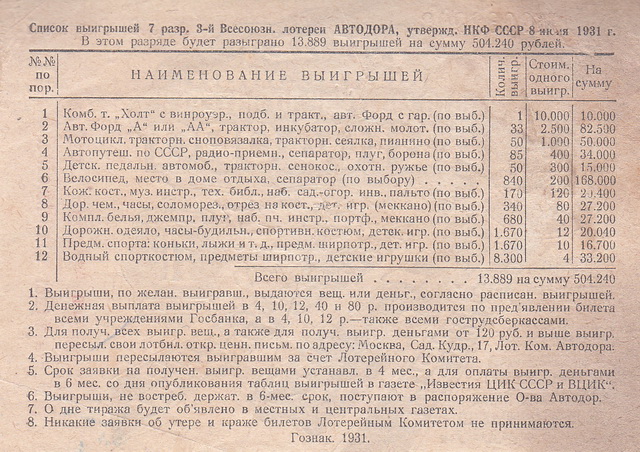 Список выигрышей 7 разр. 3-й Всесоюзн. лотереи АВТОДОРА, утвержд. НКФ СССР 8 июля 1931 г.
В этом разряде будет разыграно 13.889 выигрышей на сумму 504.240 рублей.
№№ по пор. НАИМЕНОВАНИЕ ВЫИГРЫШЕЙ Колич. выигр. Стоим. одного выигр. На сумму
1 Комб. т. „Холт“ с виндроуэр., подб. и тракт., авт. Форд с гар. (по выб.) 1 10.000 10.000
2 Авт. Форд „А“ или „АА“, трактор, инкубатор, сложн. молот. (по выб.) 33 2.500 82.500
3 Мотоцикл. тракторн. сноповязалка, тракторн. сеялка, пианино (по выб.) 50 1.000 50.000
4 Автопутеш. по СССР, радио-приемн., сепаратор, плуг, борона (по выб.) 85 400 34.000
5 Детск. педальн. автомоб., тракторн. сенокос., охотн. ружье (по выб.) 50 300 15.000
6 Велосипед, место в доме отдыха, сепаратор (по выбору) . . . . . 840 200 168.000
7 Кож. кост., муз. инстр., тех. библ., наб. сад.-огор. инв., пальто (по выб.) 170 120 20.400
8 Дор. чем., часы, соломорез., отрез на кост., дет. игр. (меккано) (по выб.) 340 80 27.200
9 Компл. белья, джемпр, плуг, наб. пч. инстр., портф., меккано (по выб.) 680 40 27.200
10 Дорожн. одеяло, часы-будильн., спортивн. костюм, детск. игр. (по выб.) 1.670 12 20.040
11 Предм. спорта: коньки, лыжи и т. д., предм. ширпотр., дет. игр. (по выб.) 1.670 10 16.700
12 Водный спорткостюм, предметы ширпотр., детские игрушки (по выб.) 8.300 4 33.200
Всего выигрышей . . . . . . . . 13.889 на сумму 504.240
1. Выигрыши, по желан. выигравш., выдаются вещ. или деньг., согласно расписан. выигрышей.
2. Денежная выплата выигрышей в 4, 10, 12, 40 и 80 р. производится по пред'явлении билета
всеми учреждениями Госбанка, а в 4, 10, 12 р.—также всеми гострудсберкассами.
3. Для получ. всех выигр. вещ., а также для получ. выигр. деньгами от 120 руб. и выше выигр.
пересыл. свои лотбил. откр. ценн. письм. по адресу: Москва, Сад. Кудр., 17, Лот. Ком. Автодора.
4. Выигрыши пересылаются выигравшим за счет Лотерейного Комитета.
5. Срок заявки на получен. выигр. вещами устанавл. в 4 мес., а для оплаты выигр. деньгами
в 6 мес. со дня опубликования таблиц выигрышей в газете „Известия ЦИК СССР и ВЦИК“.
6. Выигрыши, не востреб. держат. в 6-мес. срок, поступают в распоряжение О-ва Автодор.
7. О дне тиража будет об'явлено в местных и центральных газетах.
8. Никакие заявки об утере и краже билетов Лотерейным Комитетом не принимаются.
Гознак. 1931.